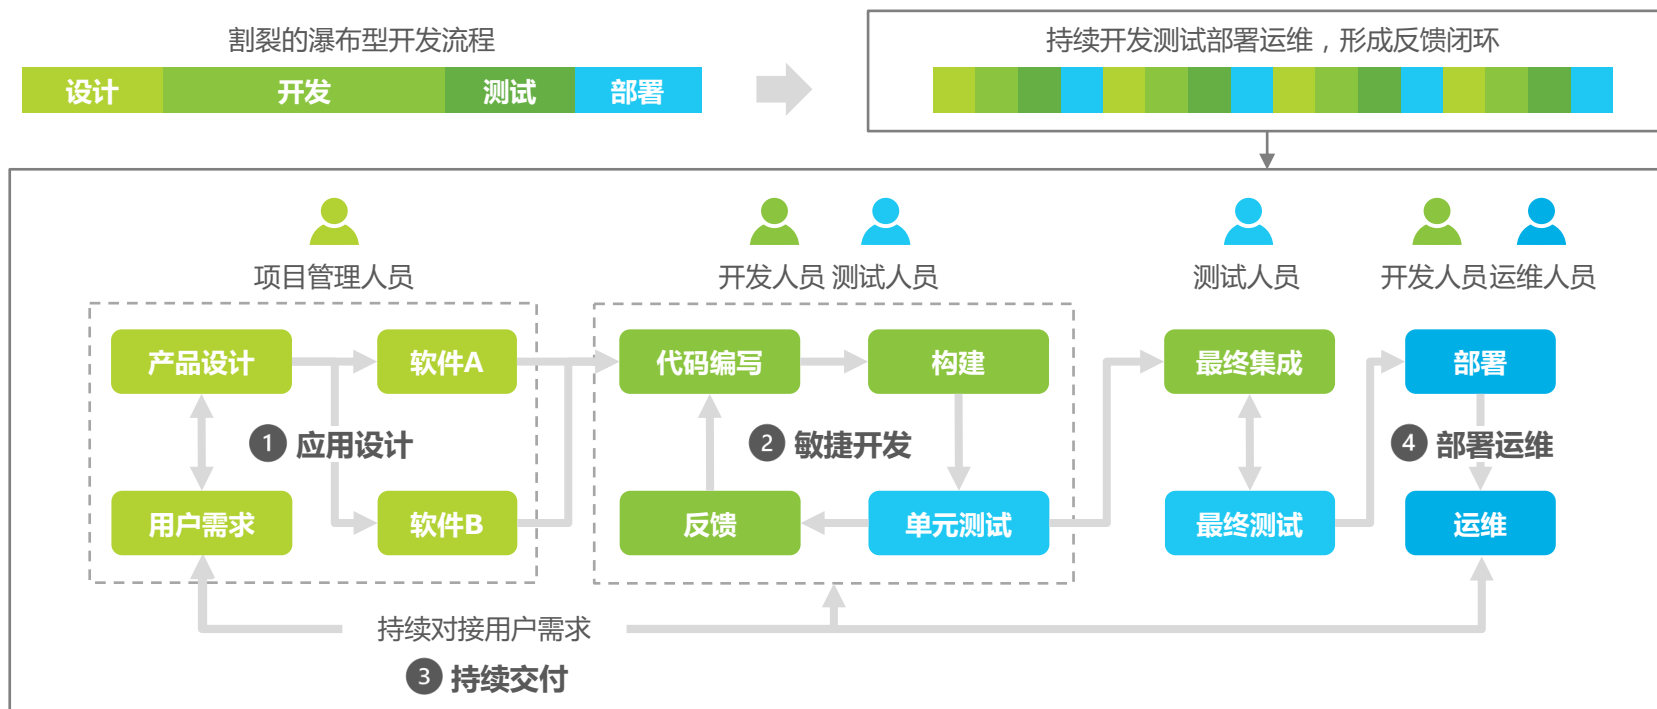 割裂的瀑布型开发流程
持续开发测试部署运维，形成反馈闭环
设计 开发 测试 部署
项目管理人员
开发人员 测试人员
测试人员
开发人员 运维人员
产品设计
软件A
代码编写
构建
最终集成
部署
1 应用设计
2 敏捷开发
4 部署运维
用户需求
软件B
反馈
单元测试
最终测试
运维
持续对接用户需求
3 持续交付